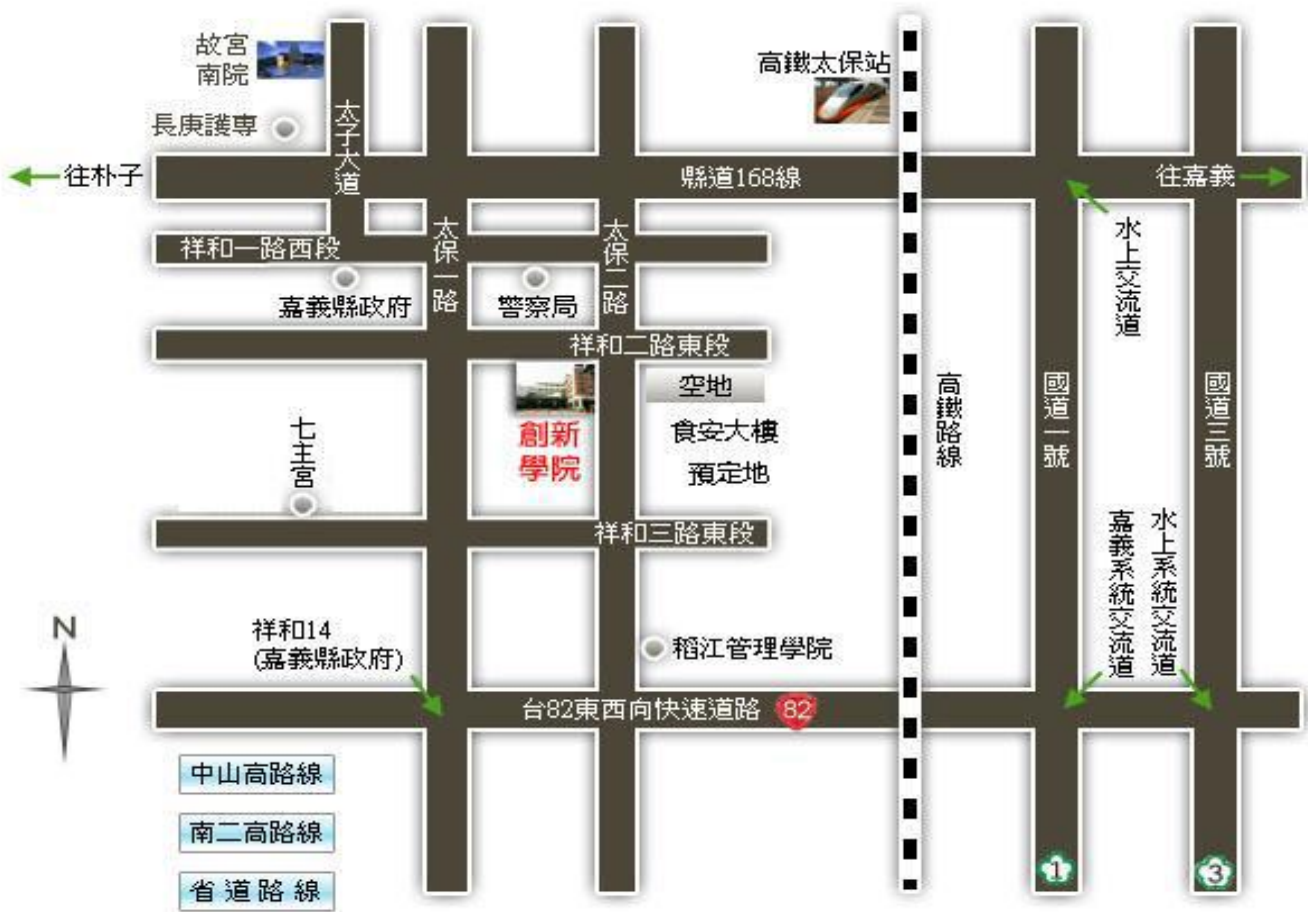 故宮
南院
高鐵太保站
長庚護專
太子大道
往朴子
縣道168線
往嘉義
祥和一路西段
太保一路
太保二路
水上交流道
嘉義縣政府
警察局
祥和二路東段
空地
高鐵路線
國道一號
國道三號
創新
學院
食安大樓
預定地
七主宮
祥和三路東段
嘉義系統交流道
水上系統交流道
N
祥和14
(嘉義縣政府)
稻江管理學院
台82東西向快速道路
82
中山高路線
南二高路線
省道路線
1
3